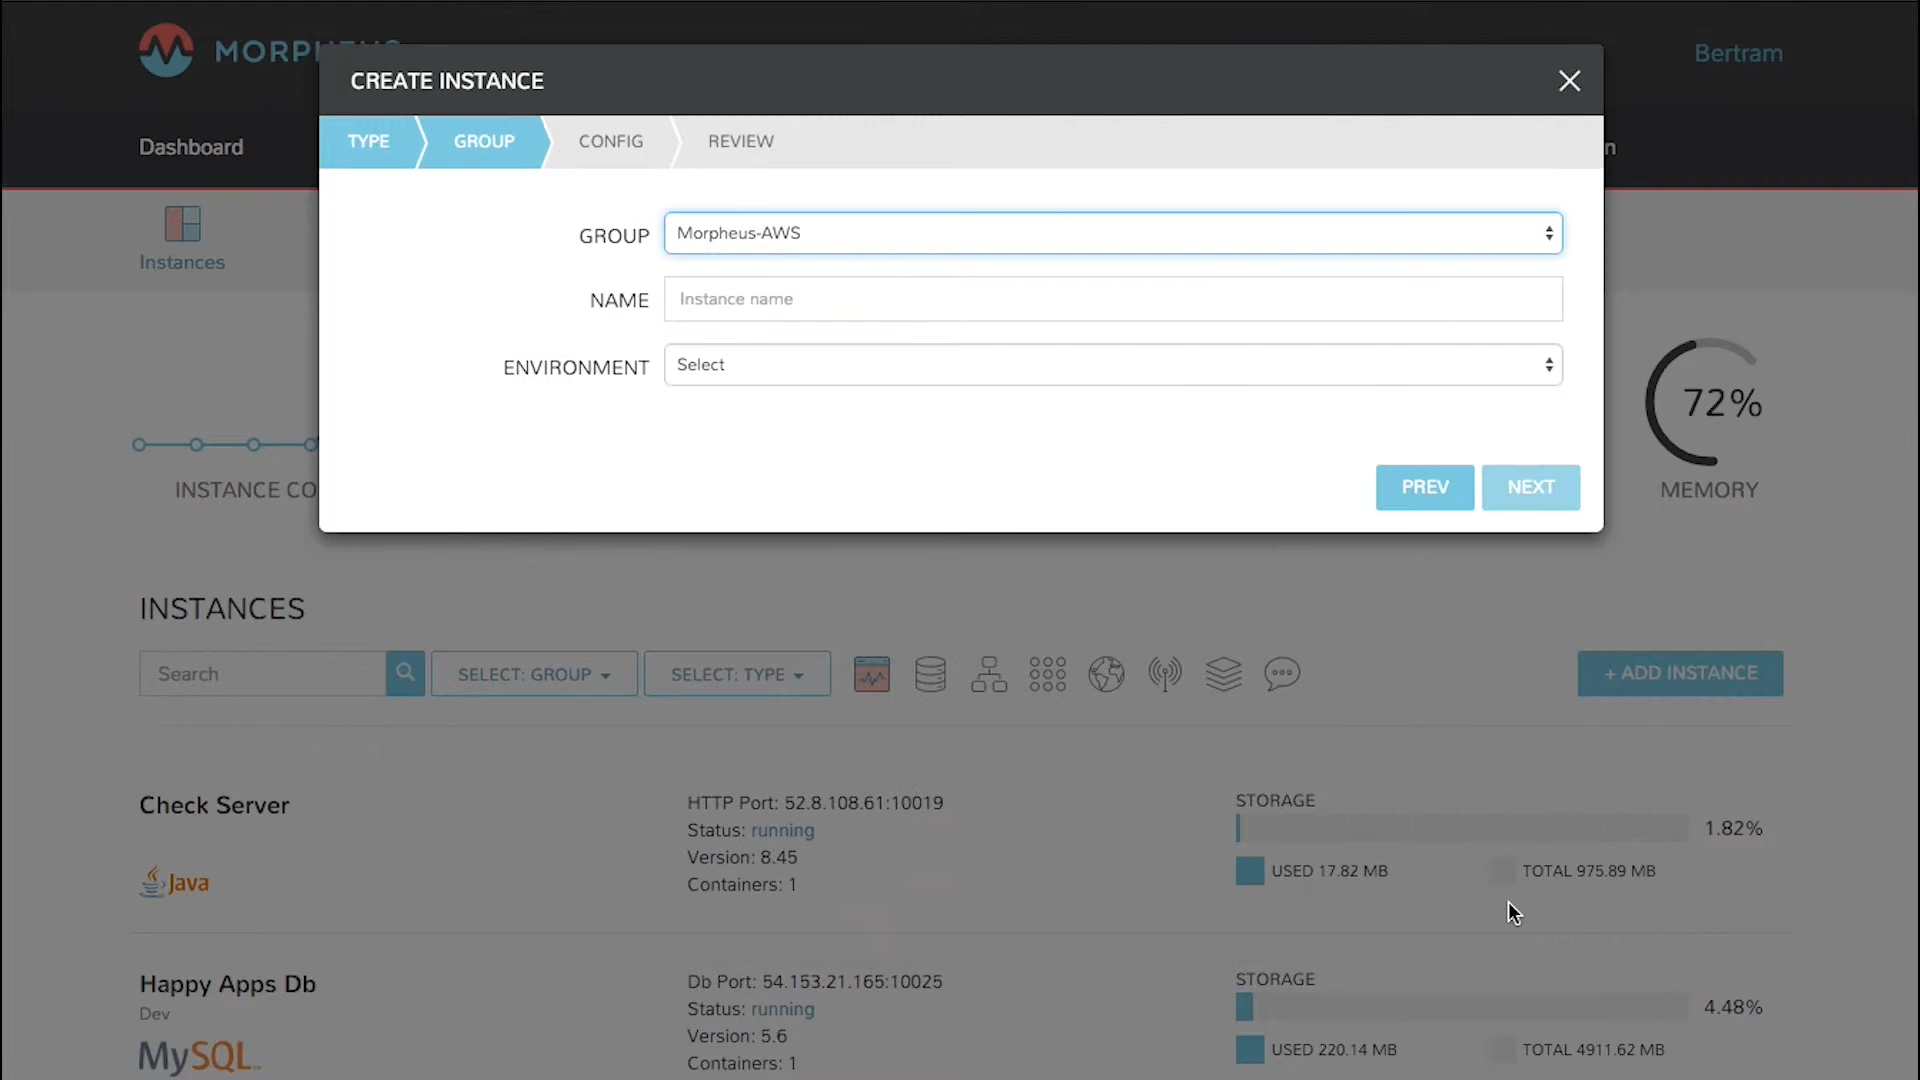 MORPHEUS
Bertram
CREATE INSTANCE
Dashboard
n
TYPE
GROUP
CONFIG
REVIEW
Instances
GROUP
Morpheus-AWS
NAME
Instance name
ENVIRONMENT
Select
72%
INSTANCE CO
MEMORY
PREV
NEXT
INSTANCES
Search
SELECT: GROUP
SELECT: TYPE
+ ADD INSTANCE
Check Server
HTTP Port: 52.8.108.61:10019
Status: running
Version: 8.45
Containers: 1
STORAGE
1.82%
USED 17.82 MB
TOTAL 975.89 MB
Java
Happy Apps Db
Dev
Db Port: 54.153.21.165:10025
Status: running
Version: 5.6
Containers: 1
STORAGE
4.48%
USED 220.14 MB
TOTAL 4911.62 MB
MySQL